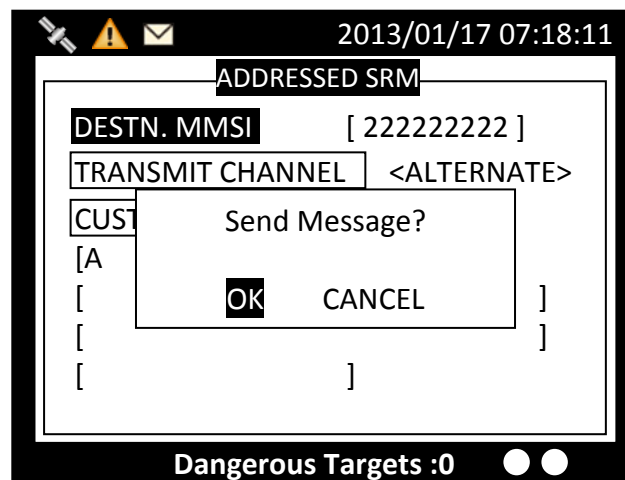 2013/01/17 07:18:11
ADDRESSED SRM
DESTN. MMSI [ 222222222 ]
TRANSMIT CHANNEL <ALTERNATE>
CUST
Send Message?
[A
[ ]
OK CANCEL
[ ]
[ ]
Dangerous Targets :0